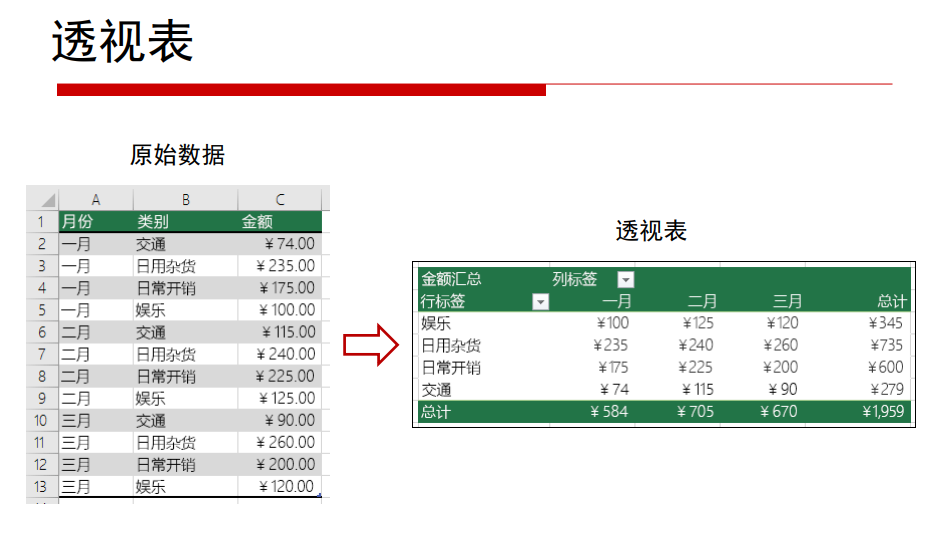 透视表
原始数据
A B C
1 月份 类别 金额
2 一月 交通 ￥74.00
3 一月 日用杂货 ￥235.00
4 一月 日常开销 ￥175.00
5 一月 娱乐 ￥100.00
6 二月 交通 ￥115.00
7 二月 日用杂货 ￥240.00
8 二月 日常开销 ￥225.00
9 二月 娱乐 ￥125.00
10 三月 交通 ￥90.00
11 三月 日用杂货 ￥260.00
12 三月 日常开销 ￥200.00
13 三月 娱乐 ￥120.00
透视表
金额汇总 列标签
行标签 一月 二月 三月 总计
娱乐 ¥100 ¥125 ¥120 ¥345
日用杂货 ¥235 ¥240 ¥260 ¥735
日常开销 ¥175 ¥225 ¥200 ¥600
交通 ¥74 ¥115 ¥90 ¥279
总计 ¥584 ¥705 ¥670 ¥1,959